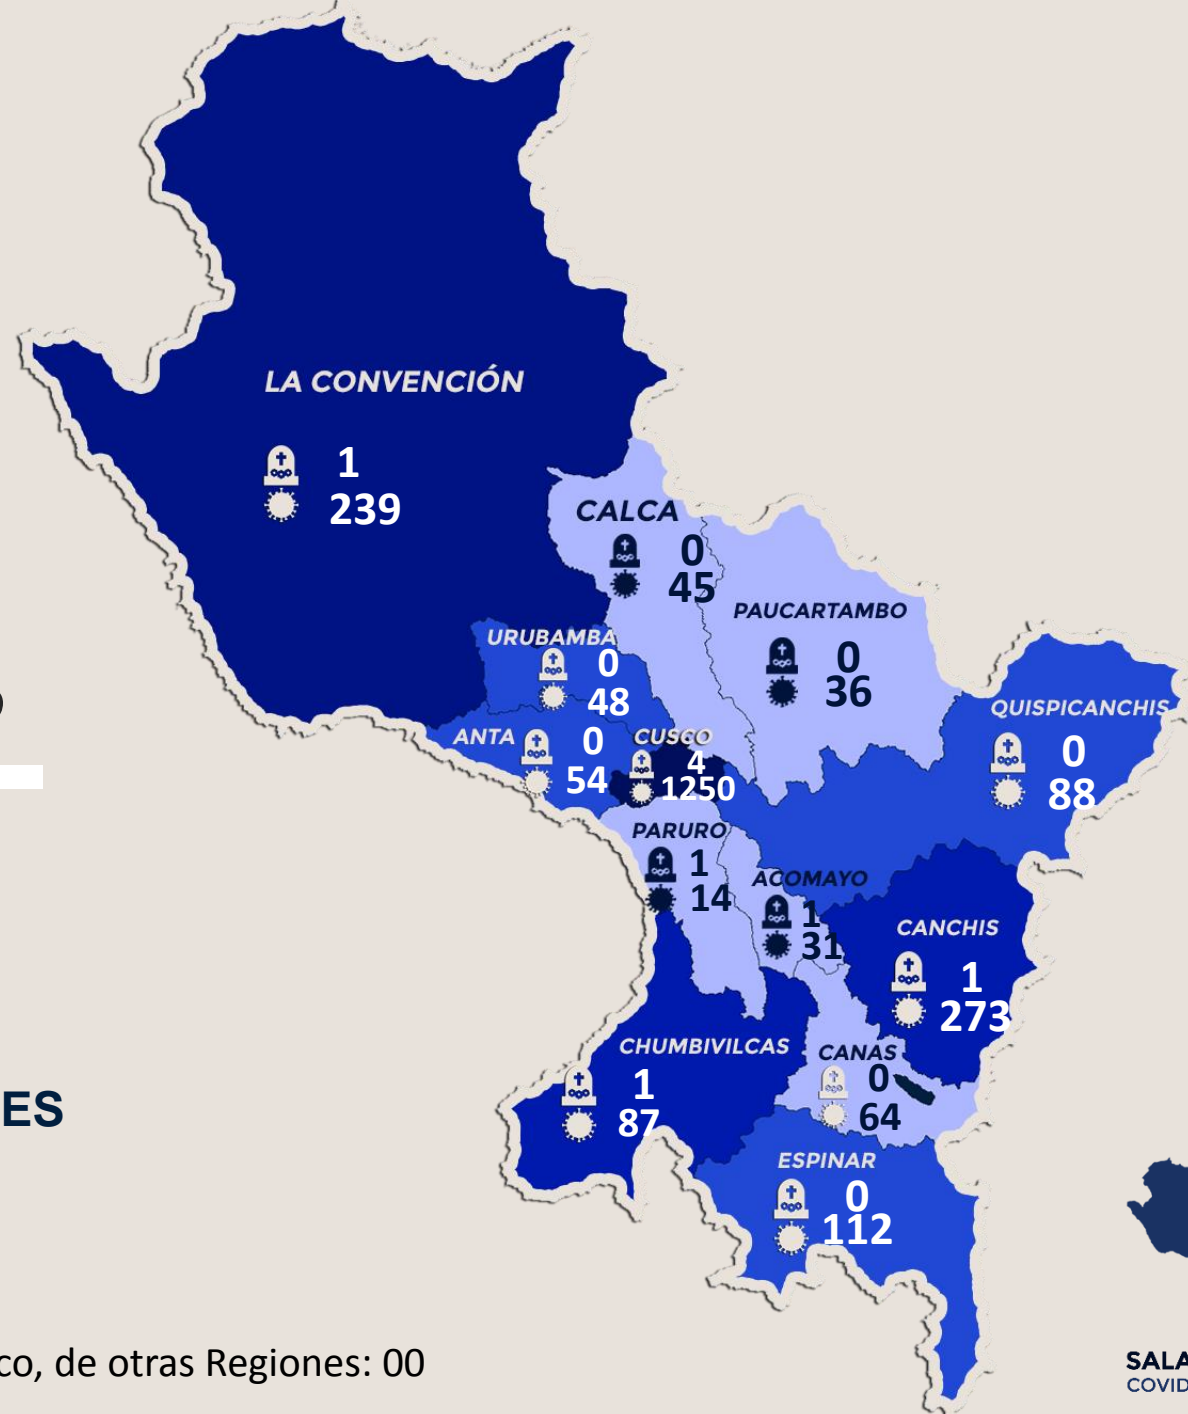 LA CONVENCIÓN
1
239
CALCA
0
45
PAUCARTAMBO
0
36
URUBAMBA
0
48
QUISPICANCHIS
0
88
ANTA
0
54
CUSCO
4
1250
PARURO
1
14
ACOMAYO
1
31
CANCHIS
1
273
CHUMBIVILCAS
1
87
CANAS
0
64
ES
ESPINAR
0
112
co, de otras Regiones: 00
SALA
COVID